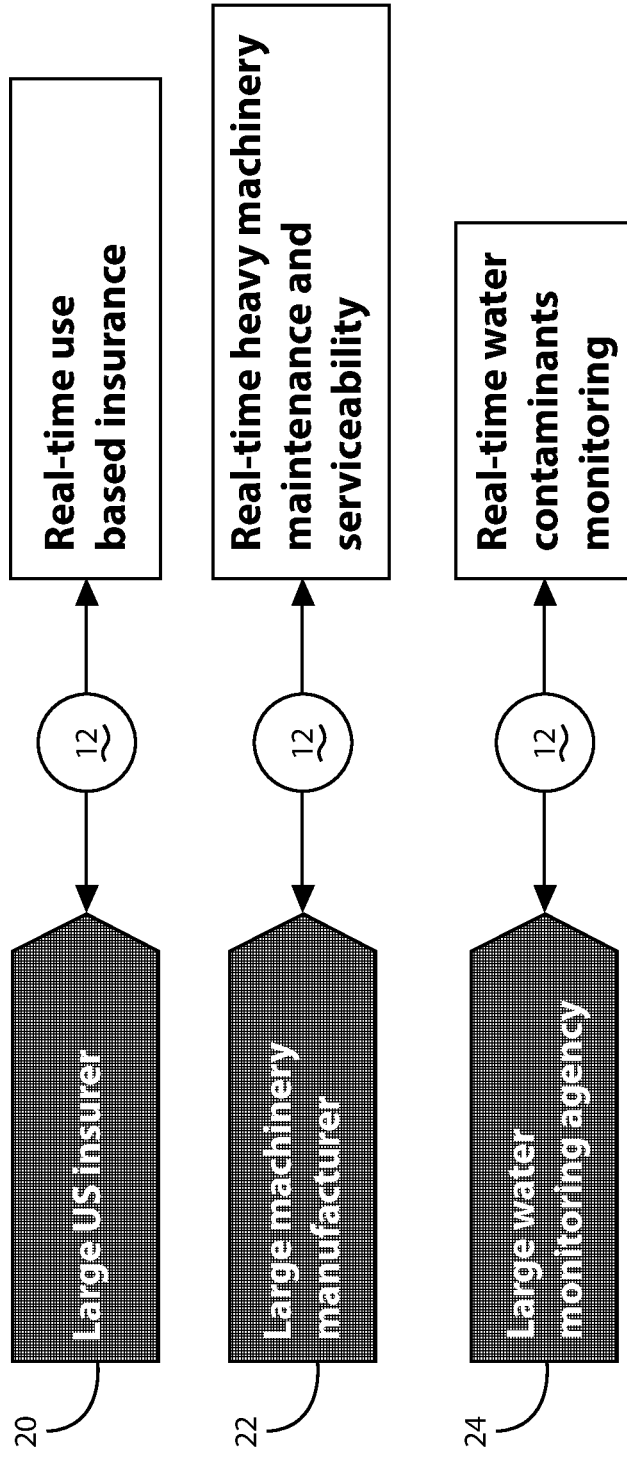 20
Large US insurer
12
Real-time use
based insurance
22
Large machinery
manufacturer
12
Real-time heavy machinery
maintenance and
serviceability
24
Large water
monitoring agency
12
Real-time water
contaminants
monitoring